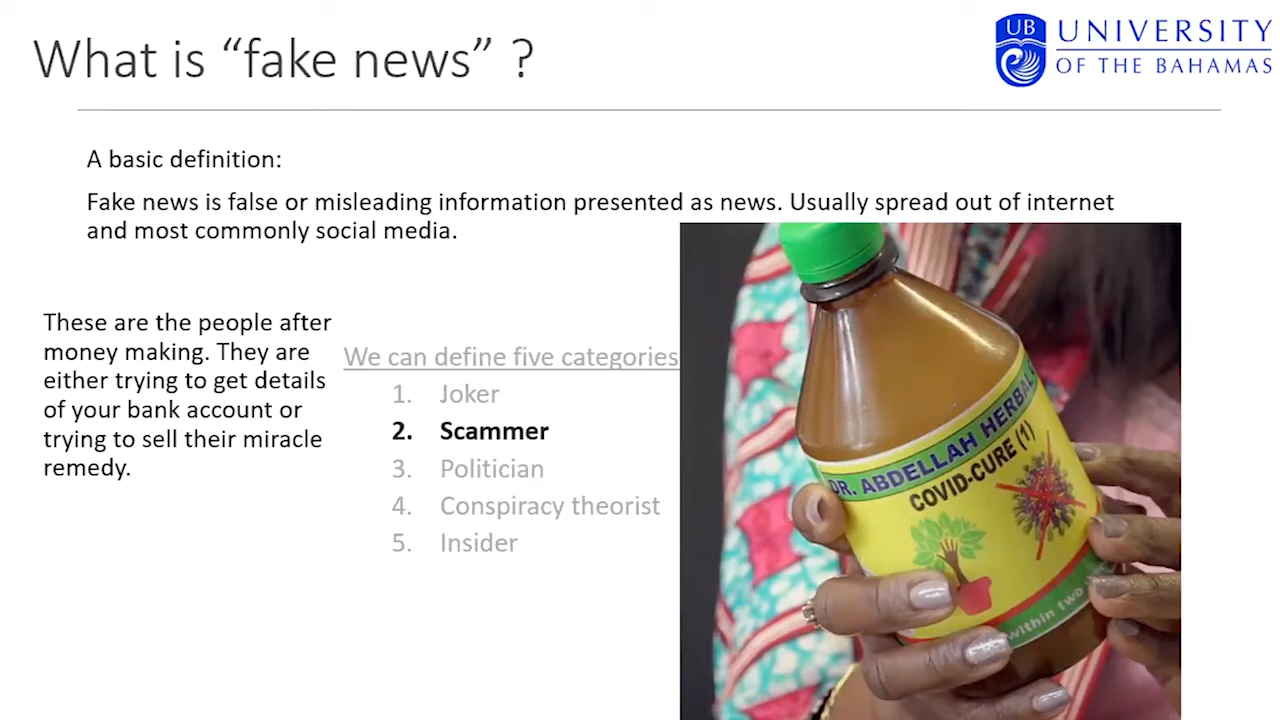 What is “fake news” ?
UB
UNIVERSITY
OF THE BAHAMAS
A basic definition:
Fake news is false or misleading information presented as news. Usually spread out of internet
and most commonly social media.
These are the people after
money making. They are
either trying to get details
of your bank account or
trying to sell their miracle
remedy.
We can define five categories
1. Joker
2. Scammer
3. Politician
4. Conspiracy theorist
5. Insider
DR. ABDELLAH HERBAL
COVID-CURE (1)
within two